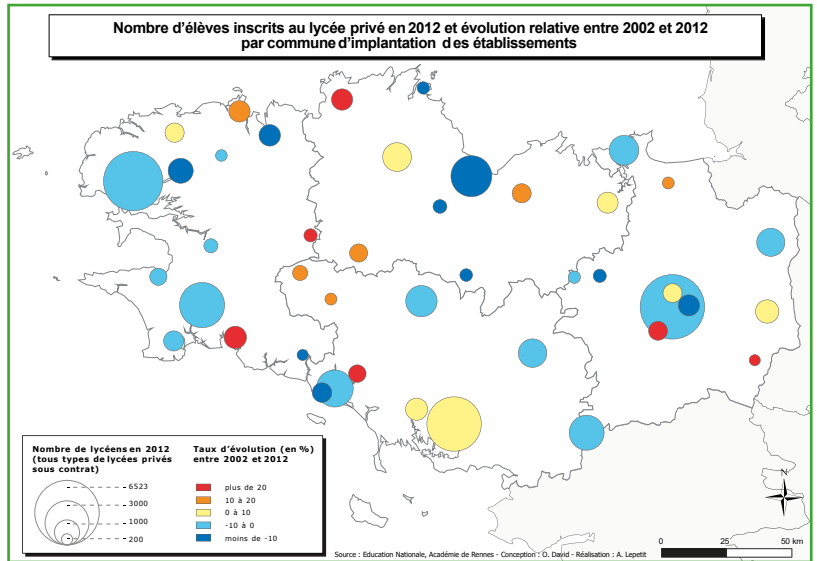 Nombre d'élèves inscrits au lycée privé en 2012 et évolution relative entre 2002 et 2012
par commune d'implantation des établissements
Nombre de lycéens en 2012
(tous types de lycées privés
sous contrat)
6523
3000
1000
200
Taux d'évolution (en %)
entre 2002 et 2012
plus de 20
10 à 20
0 à 10
-10 à 0
moins de -10
N
0 25 50 km
Source : Education Nationale, Académie de Rennes - Conception : O. David - Réalisation : A. Lepetit